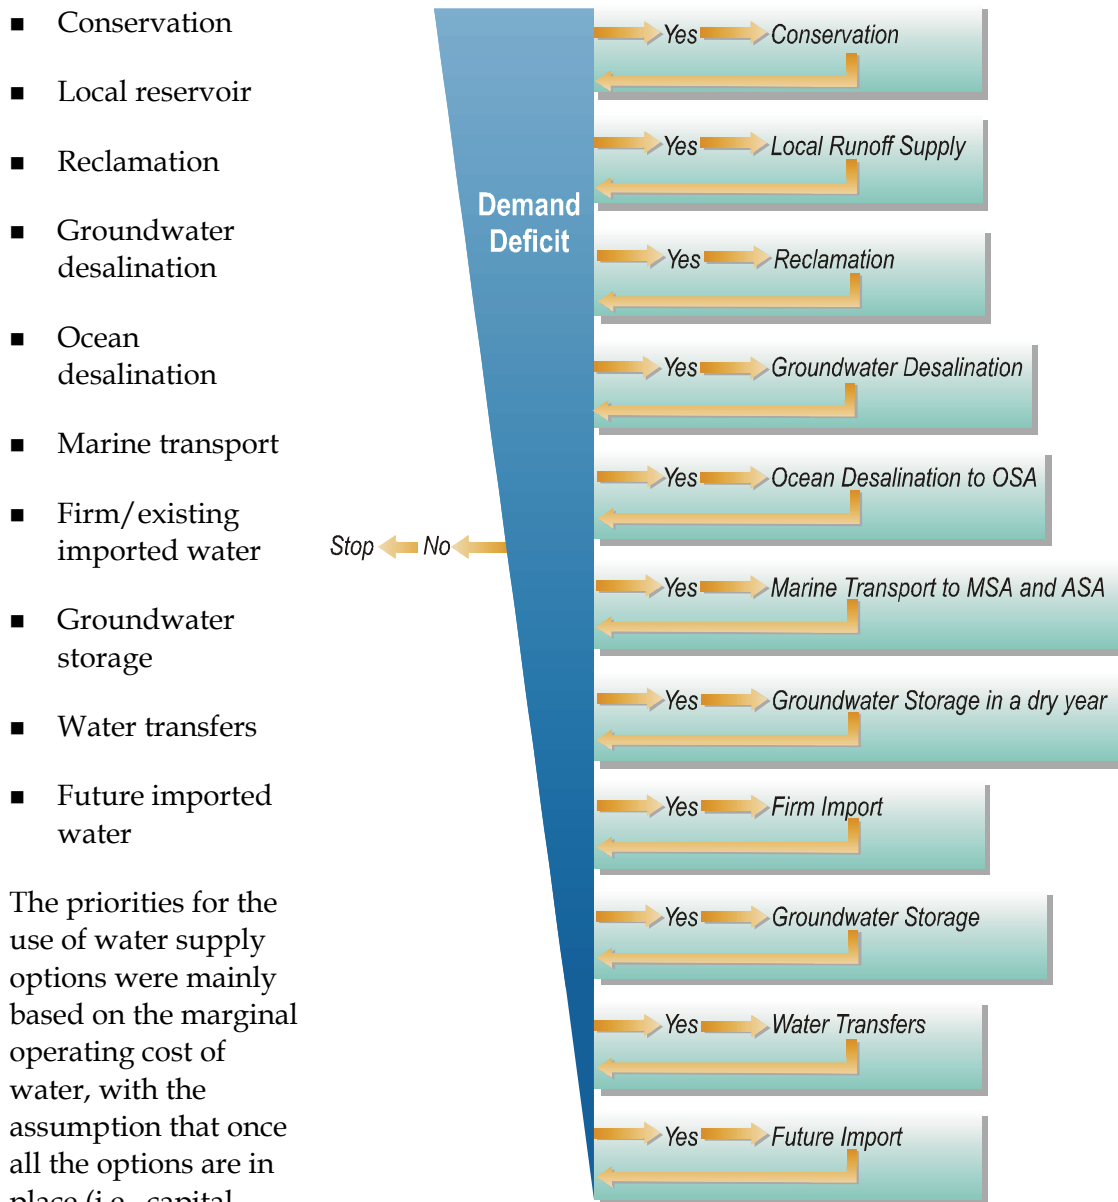 ■ Conservation
■ Local reservoir
■ Reclamation
■ Groundwater
desalination
■ Ocean
desalination
■ Marine transport
■ Firm/existing
imported water
■ Groundwater
storage
■ Water transfers
■ Future imported
water
The priorities for the
use of water supply
options were mainly
based on the marginal
operating cost of
water, with the
assumption that once
all the options are in
place (i.e., capital
Demand
Deficit
Stop No
Yes Conservation
Yes Local Runoff Supply
Yes Reclamation
Yes Groundwater Desalination
Yes Ocean Desalination to OSA
Yes Marine Transport to MSA and ASA
Yes Groundwater Storage in a dry year
Yes Firm Import
Yes Groundwater Storage
Yes Water Transfers
Yes Future Import